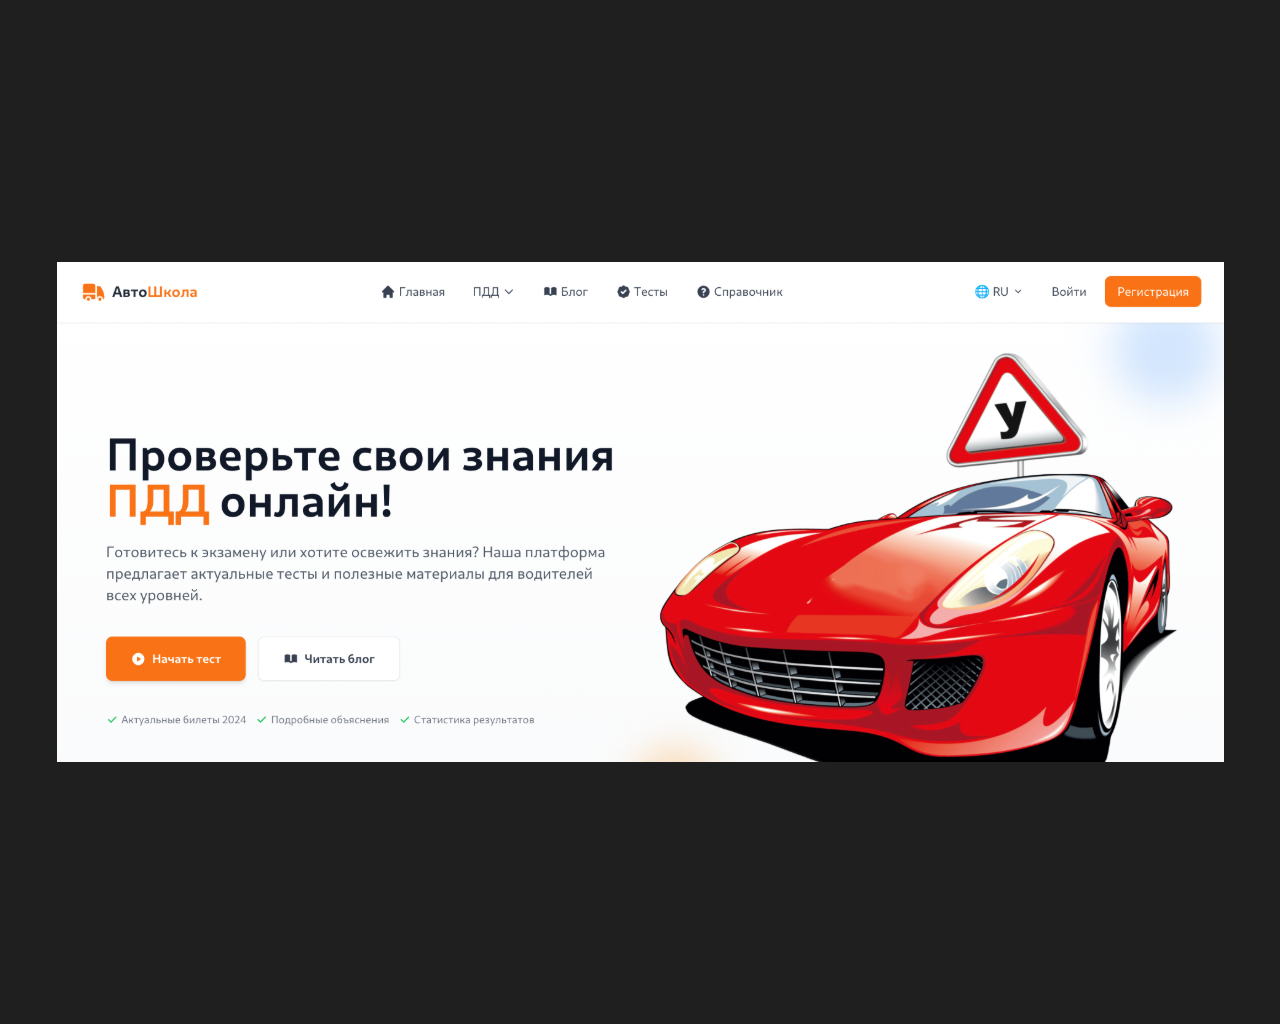 АвтоШкола
Главная
ПДД
Блог
Тесты
Справочник
RU
Войти
Регистрация
У
Проверьте свои знания
ПДД онлайн!
Готовитесь к экзамену или хотите освежить знания? Наша платформа
предлагает актуальные тесты и полезные материалы для водителей
всех уровней.
Начать тест
Читать блог
Актуальные билеты 2024
Подробные объяснения
Статистика результатов